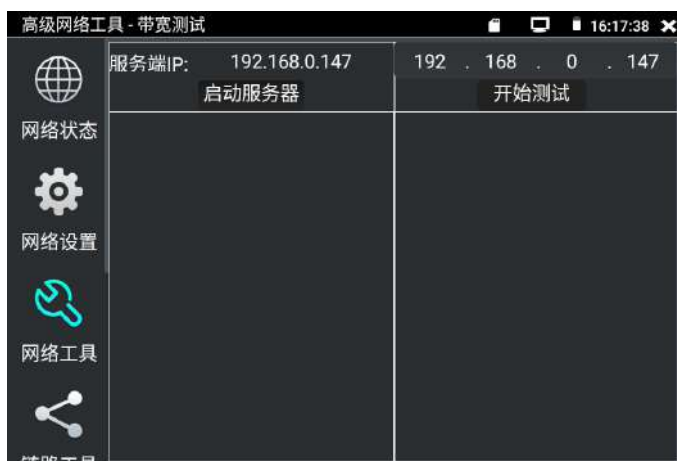 高级网络工具 - 带宽测试 16:17:38
服务端IP: 192.168.0.147 192 . 168 . 0 . 147
启动服务器 开始测试
网络状态
网络设置
网络工具